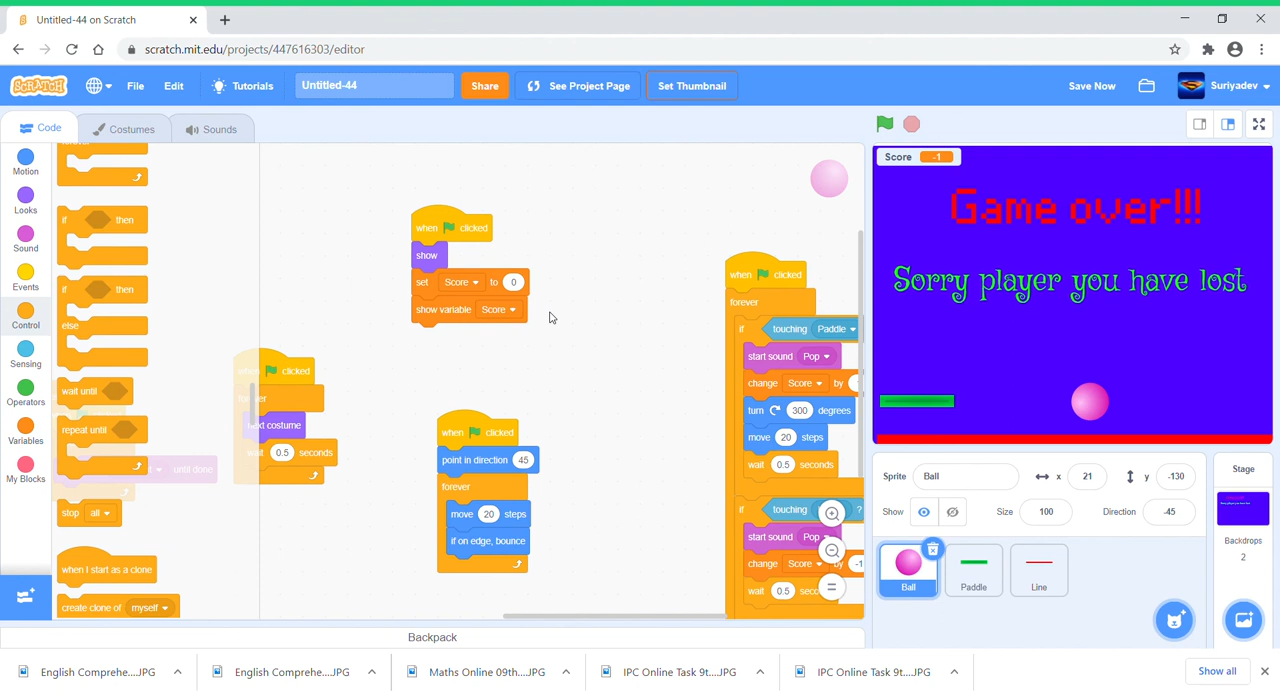 Untitled-44 on Scratch
scratch.mit.edu/projects/447616303/editor
SCRATCH
File
Edit
Tutorials
Untitled-44
Share
See Project Page
Set Thumbnail
Save Now
Suriyadev
Code
Costumes
Sounds
Motion
Looks
Sound
Events
Control
Sensing
Operators
Variables
My Blocks
if then
if then
else
wait until
repeat until
until done
stop all
when I start as a clone
create clone of myself
clicked
next costume
wait 0.5 seconds
when clicked
show
set Score to 0
show variable Score
when clicked
point in direction 45
forever
move 20 steps
if on edge, bounce
when clicked
forever
if touching Paddle
start sound Pop
change Score by
turn 300 degrees
move 20 steps
wait 0.5 seconds
if touching ?
start sound Pop
change Score by -1
wait 0.5
Score -1
Game over!!!
Sorry player you have lost
Sprite Ball x 21 y -130
Show Size 100 Direction -45
Ball
Paddle
Line
Stage
Backdrops
2
Backpack
English Comprehe....JPG
English Comprehe....JPG
Maths Online 09th....JPG
IPC Online Task 9t....JPG
IPC Online Task 9t....JPG
Show all